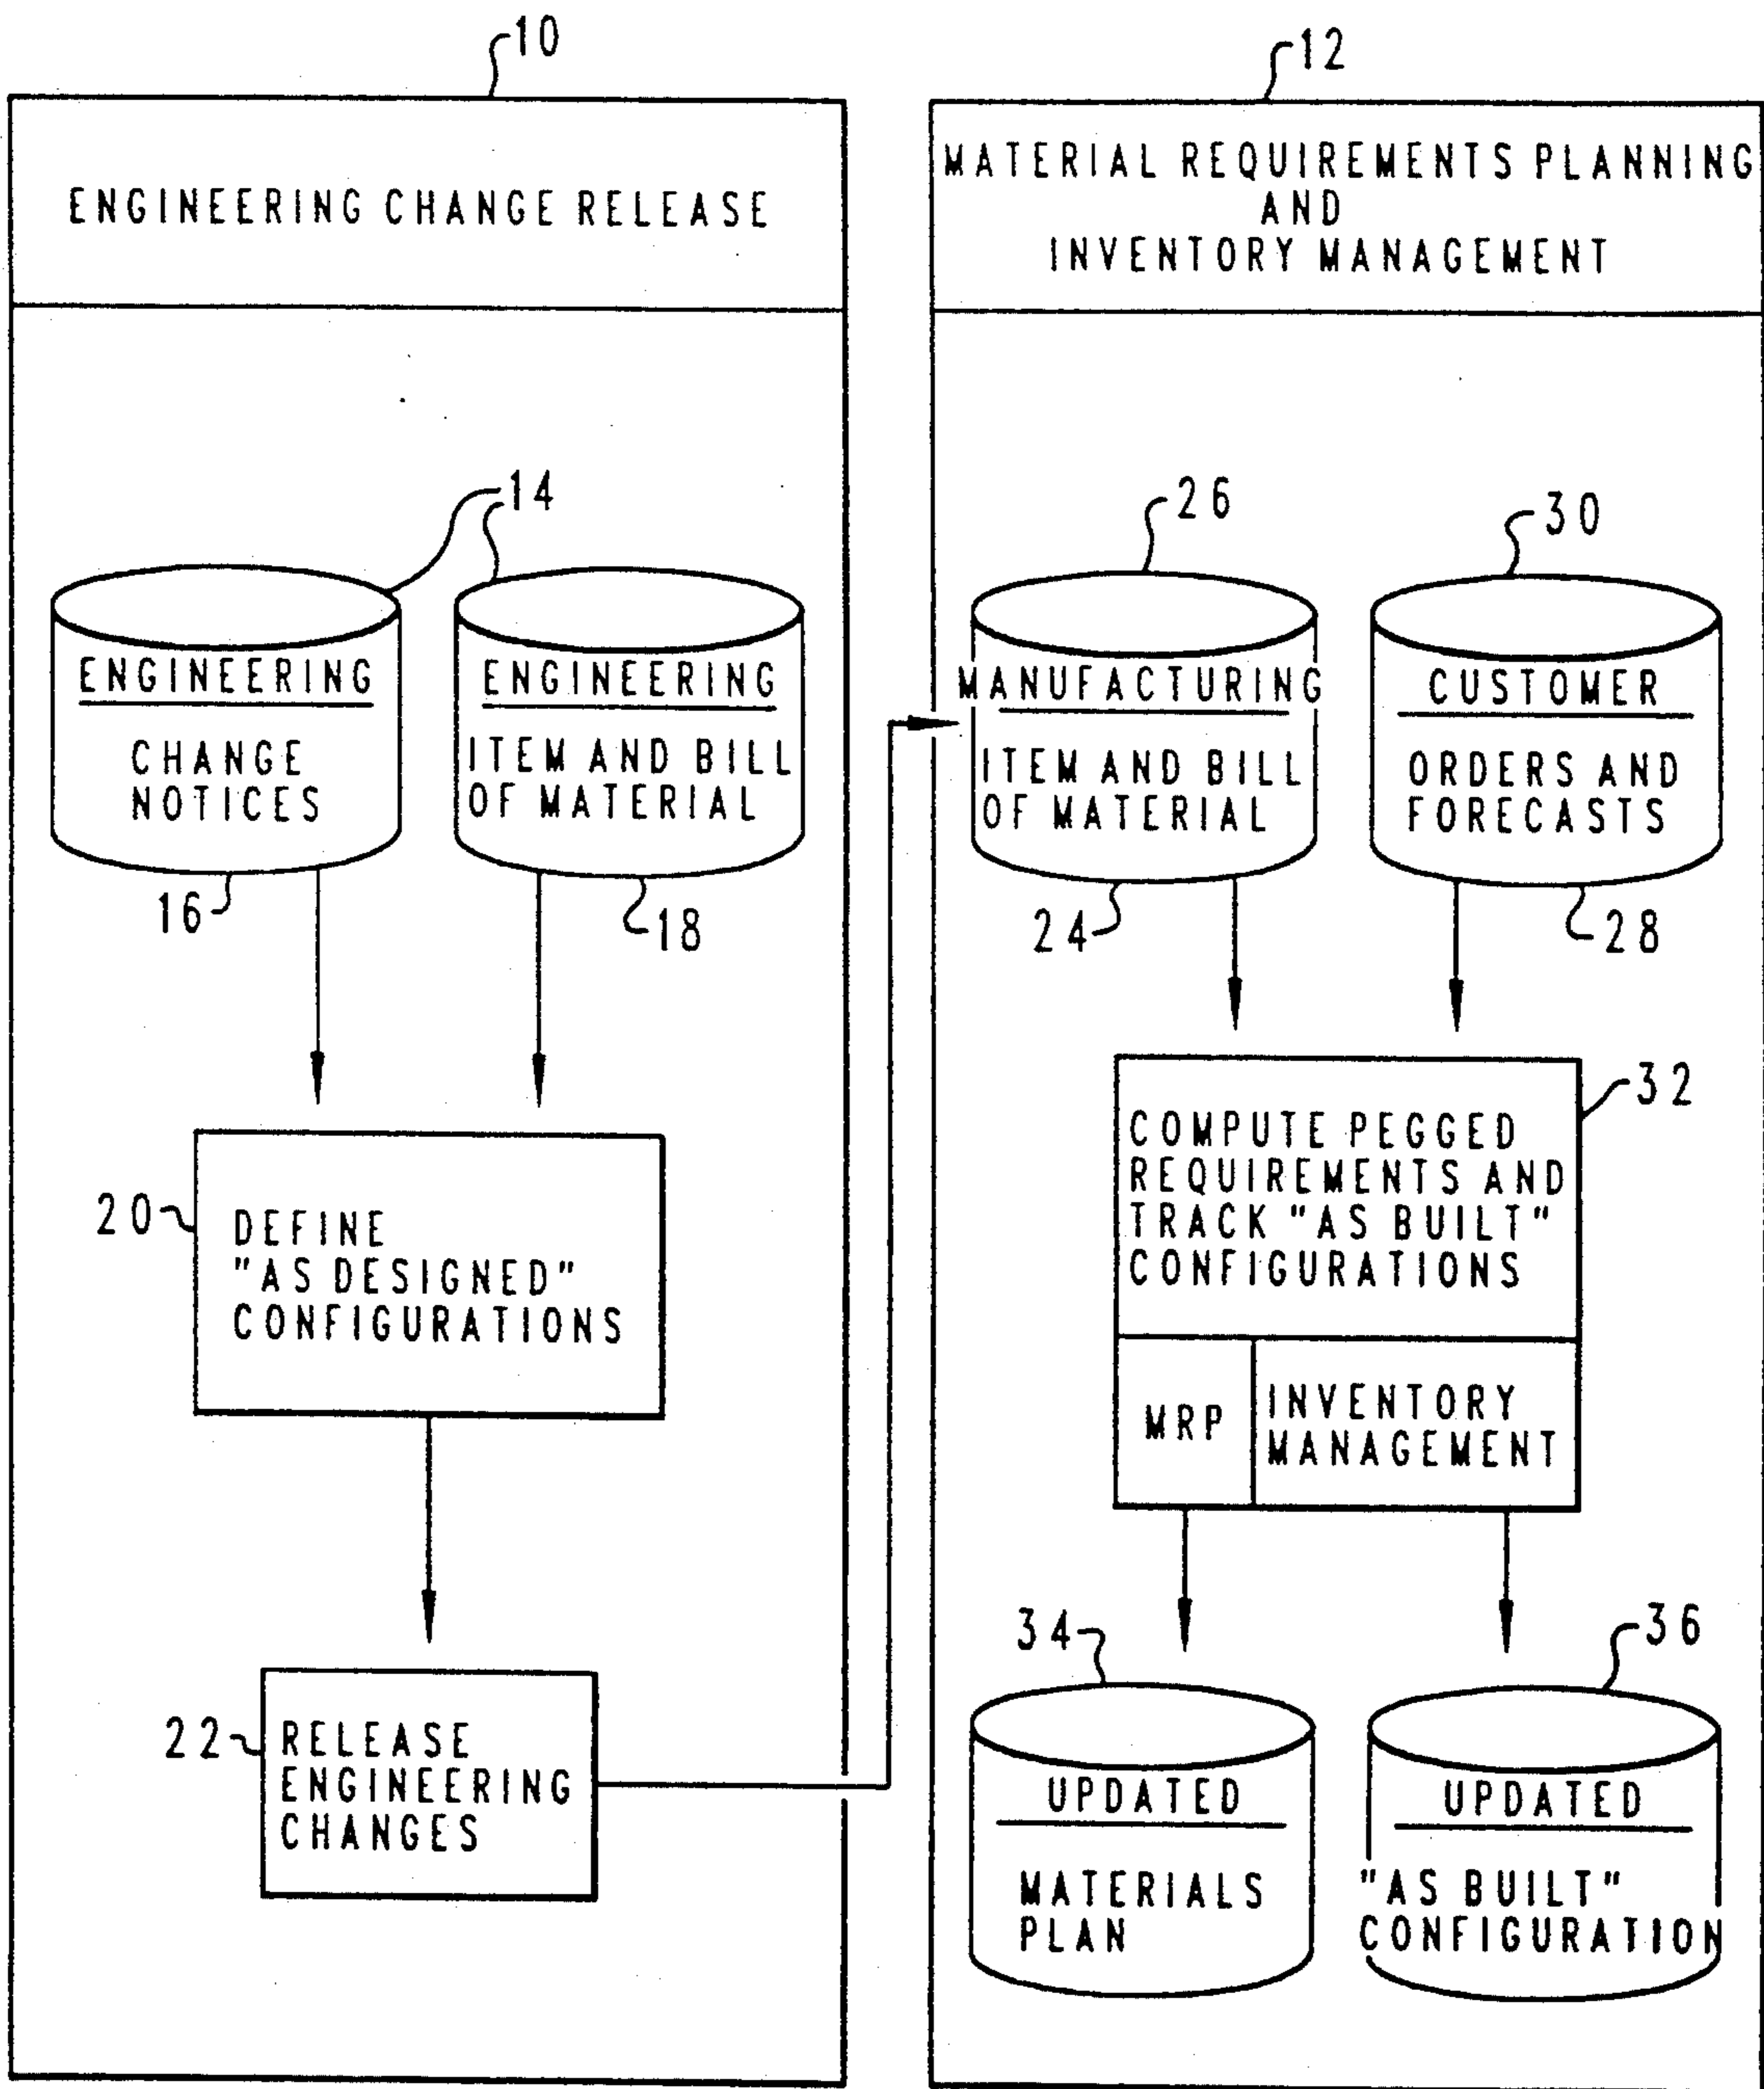 10
ENGINEERING CHANGE RELEASE
14
ENGINEERING
CHANGE
NOTICES
16
ENGINEERING
ITEM AND BILL
OF MATERIAL
18
20
DEFINE
"AS DESIGNED"
CONFIGURATIONS
22
RELEASE
ENGINEERING
CHANGES
12
MATERIAL REQUIREMENTS PLANNING
AND
INVENTORY MANAGEMENT
26
MANUFACTURING
ITEM AND BILL
OF MATERIAL
24
30
CUSTOMER
ORDERS AND
FORECASTS
28
32
COMPUTE PEGGED
REQUIREMENTS AND
TRACK "AS BUILT"
CONFIGURATIONS
MRP
INVENTORY
MANAGEMENT
34
UPDATED
MATERIALS
PLAN
36
UPDATED
"AS BUILT"
CONFIGURATION